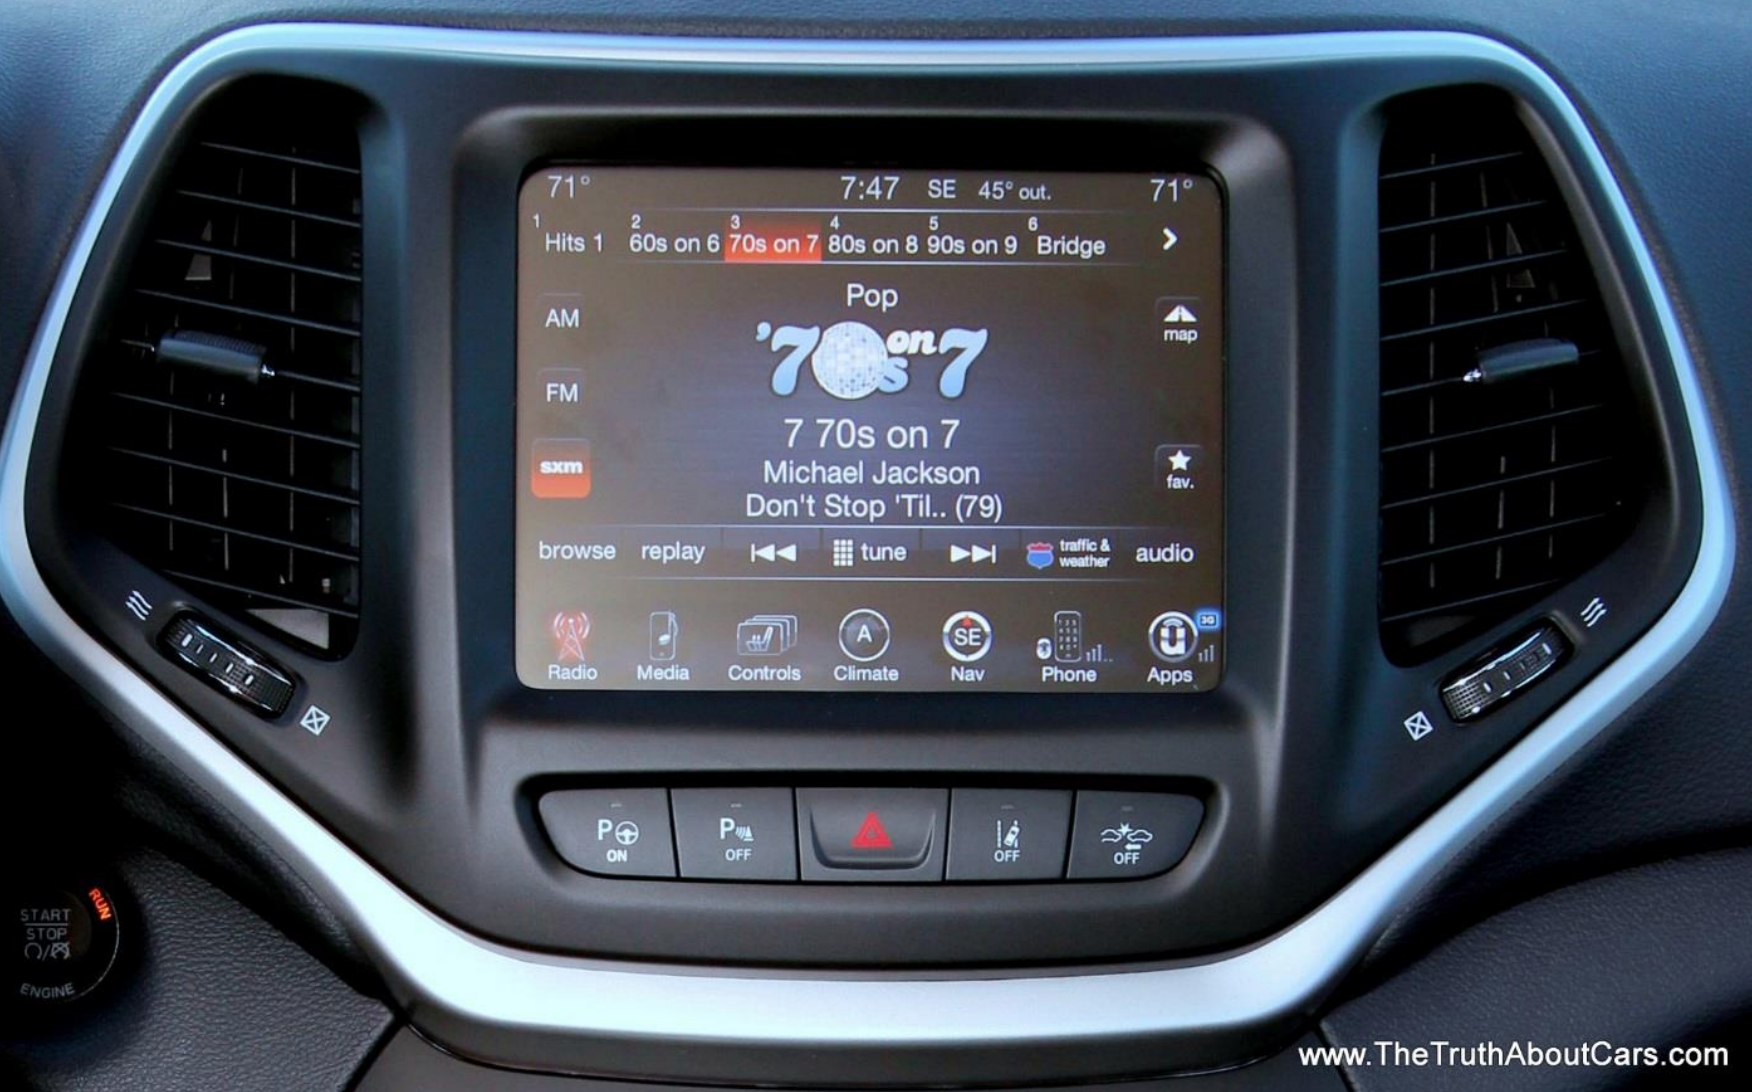 71° 7:47 SE 45° out. 71°
1 2 3 4 5 6
Hits 1 60s on 6 70s on 7 80s on 8 90s on 9 Bridge
Pop
AM
'70s on 7
map
FM
7 70s on 7
sxm
Michael Jackson
fav.
Don't Stop 'Til.. (79)
browse replay tune traffic & weather audio
A SE 3G
Radio Media Controls Climate Nav Phone Apps
P ON
P OFF
OFF
OFF
RUN
START
STOP
ENGINE
www.TheTruthAboutCars.com